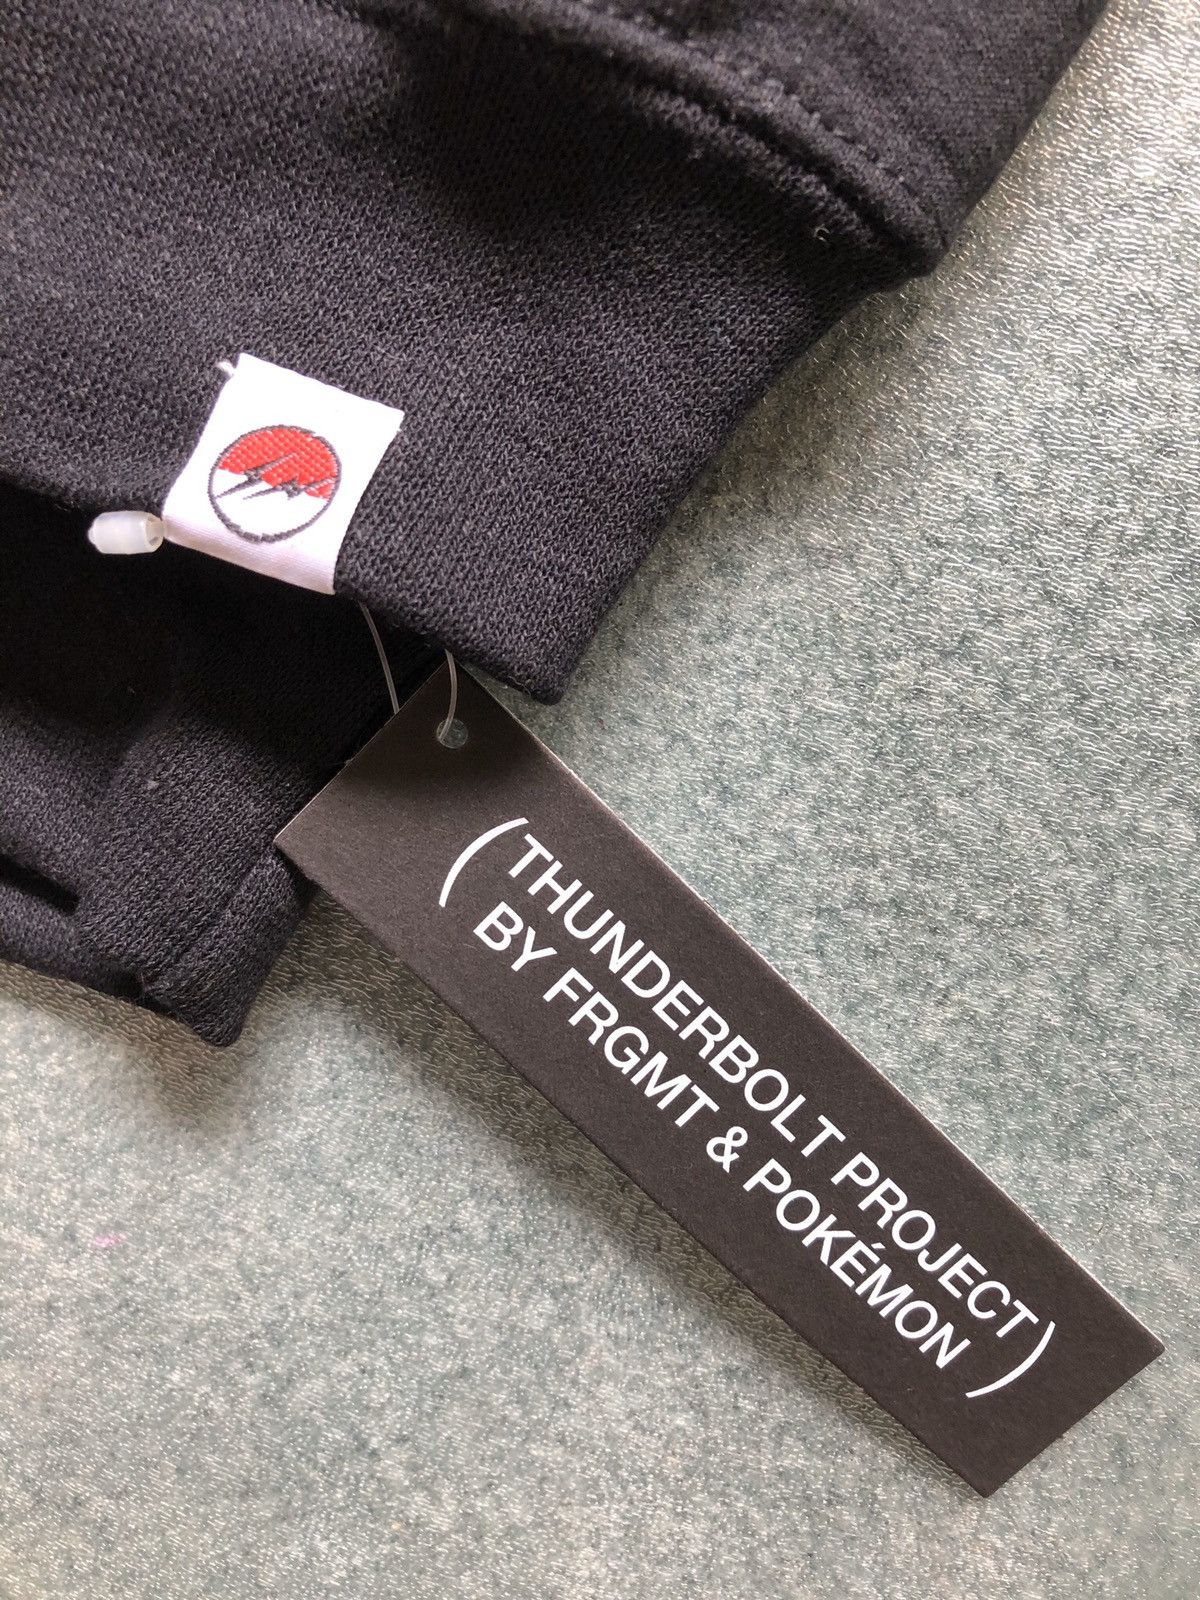 (THUNDERBOLT PROJECT
BY FRGMT & POKÉMON)